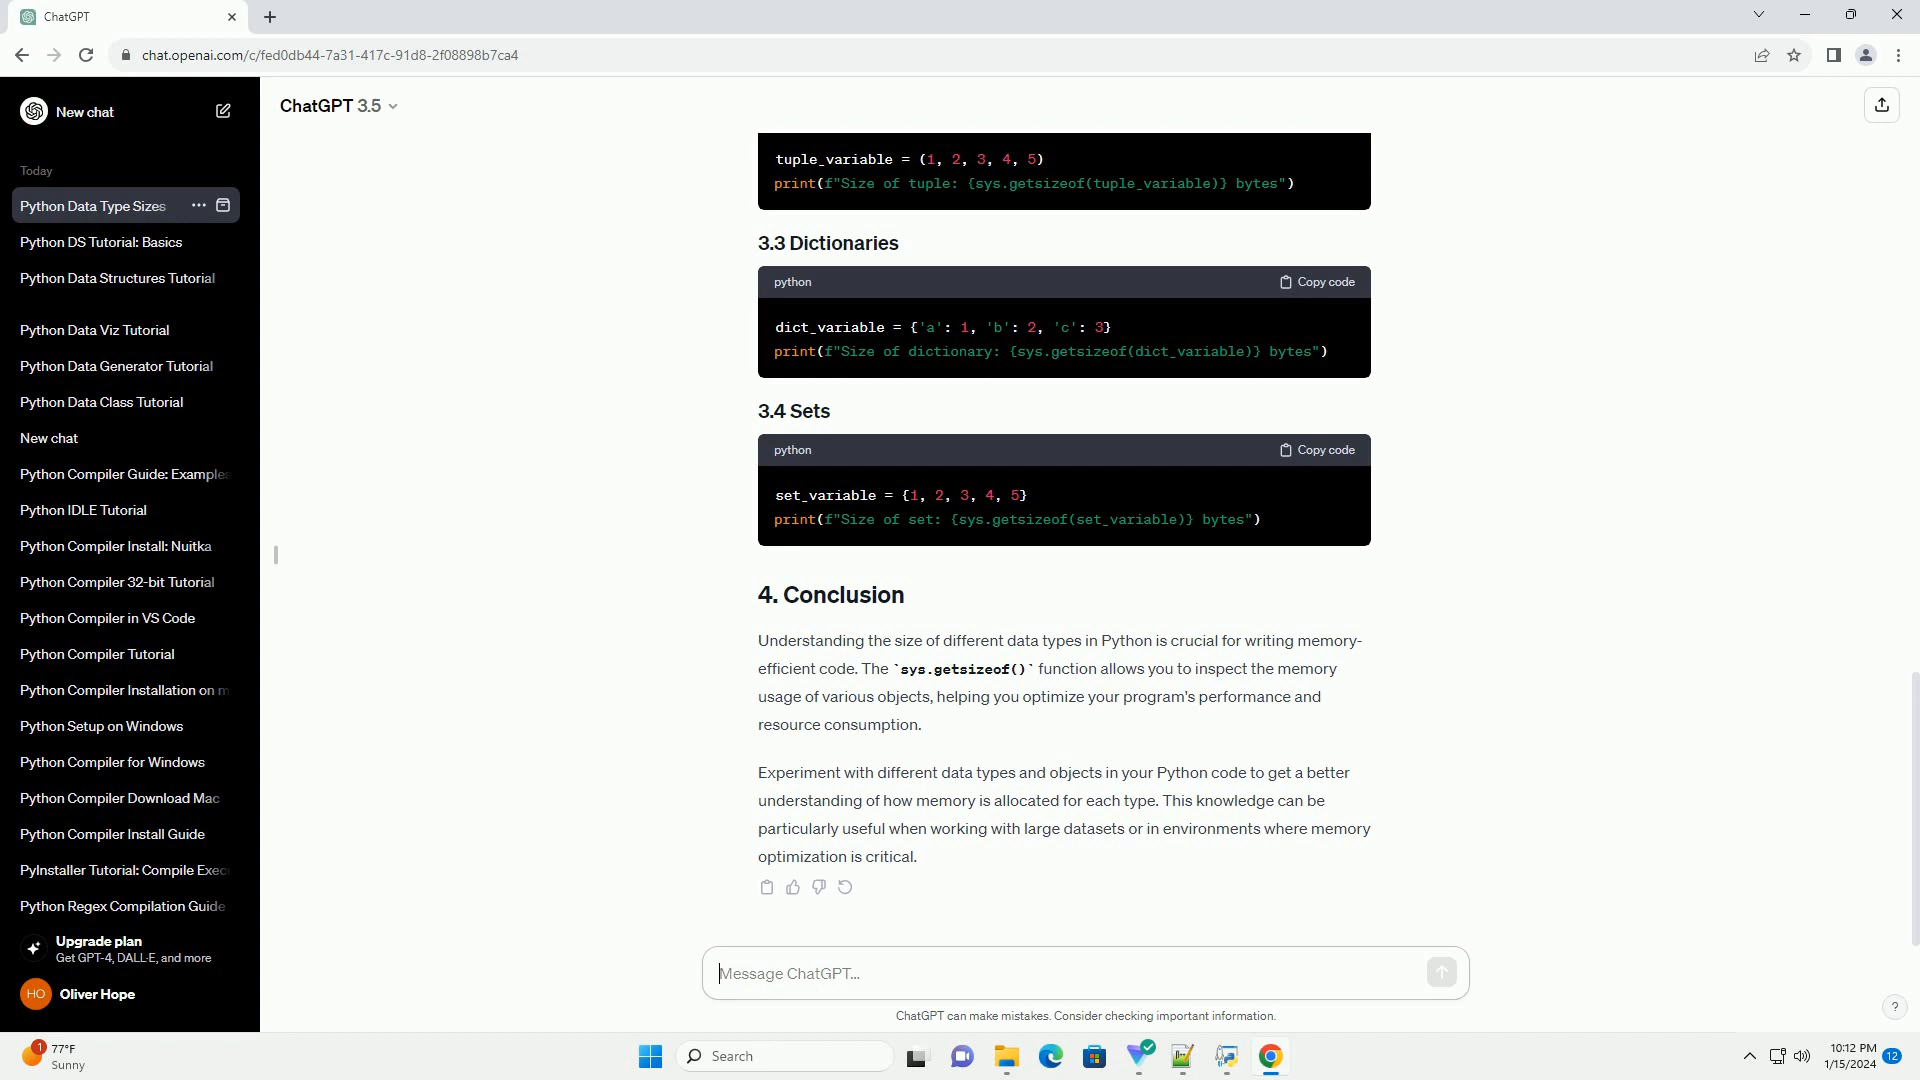 ChatGPT
chat.openai.com/c/fed0db44-7a31-417c-91d8-2f08898b7ca4
New chat
ChatGPT 3.5
Today
Python Data Type Sizes
Python DS Tutorial: Basics
Python Data Structures Tutorial
Python Data Viz Tutorial
Python Data Generator Tutorial
Python Data Class Tutorial
New chat
Python Compiler Guide: Examples
Python IDLE Tutorial
Python Compiler Install: Nuitka
Python Compiler 32-bit Tutorial
Python Compiler in VS Code
Python Compiler Tutorial
Python Compiler Installation on m
Python Setup on Windows
Python Compiler for Windows
Python Compiler Download Mac
Python Compiler Install Guide
PyInstaller Tutorial: Compile Exec
Python Regex Compilation Guide
Upgrade plan
Get GPT-4, DALL·E, and more
HO Oliver Hope
tuple_variable = (1, 2, 3, 4, 5)
print(f"Size of tuple: {sys.getsizeof(tuple_variable)} bytes")
3.3 Dictionaries
python Copy code
dict_variable = {'a': 1, 'b': 2, 'c': 3}
print(f"Size of dictionary: {sys.getsizeof(dict_variable)} bytes")
3.4 Sets
python Copy code
set_variable = {1, 2, 3, 4, 5}
print(f"Size of set: {sys.getsizeof(set_variable)} bytes")
4. Conclusion
Understanding the size of different data types in Python is crucial for writing memory-
efficient code. The `sys.getsizeof()` function allows you to inspect the memory
usage of various objects, helping you optimize your program's performance and
resource consumption.
Experiment with different data types and objects in your Python code to get a better
understanding of how memory is allocated for each type. This knowledge can be
particularly useful when working with large datasets or in environments where memory
optimization is critical.
Message ChatGPT...
ChatGPT can make mistakes. Consider checking important information.
?
1
77°F
Sunny
Search
10:12 PM
1/15/2024
12